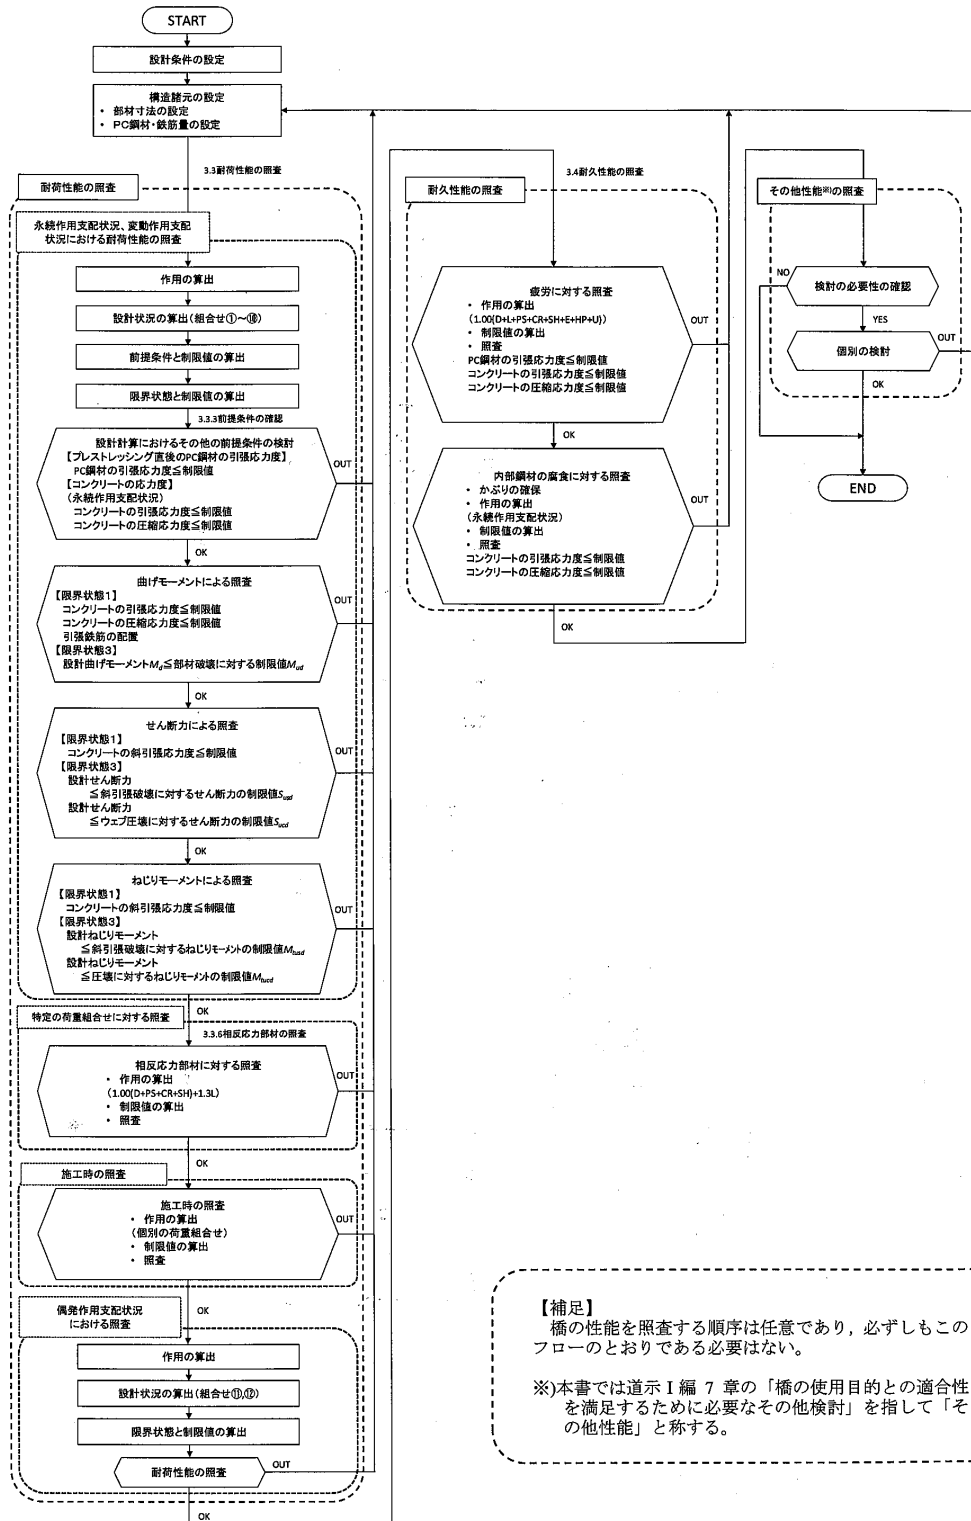 START
設計条件の設定
構造諸元の設定
・ 部材寸法の設定
・ PC鋼材・鉄筋量の設定
3.3耐荷性能の照査
耐荷性能の照査
永続作用支配状況、変動作用支配
状況における耐荷性能の照査
作用の算出
設計状況の算出(組合せ①～⑩)
前提条件と制限値の算出
限界状態と制限値の算出
3.3.3前提条件の確認
設計計算におけるその他の前提条件の検討
【プレストレッシング直後のPC鋼材の引張応力度】
PC鋼材の引張応力度≦制限値
【コンクリートの応力度】
(永続作用支配状況)
コンクリートの引張応力度≦制限値
コンクリートの圧縮応力度≦制限値
OUT
OK
曲げモーメントによる照査
【限界状態1】
コンクリートの引張応力度≦制限値
コンクリートの圧縮応力度≦制限値
引張鉄筋の配置
【限界状態3】
設計曲げモーメントMd≦部材破壊に対する制限値Mud
OUT
OK
せん断力による照査
【限界状態1】
コンクリートの斜引張応力度≦制限値
【限界状態3】
設計せん断力
≦斜引張破壊に対するせん断力の制限値Susd
設計せん断力
≦ウェブ圧壊に対するせん断力の制限値Sucd
OUT
OK
ねじりモーメントによる照査
【限界状態1】
コンクリートの斜引張応力度≦制限値
【限界状態3】
設計ねじりモーメント
≦斜引張破壊に対するねじりモーメントの制限値Mtusd
設計ねじりモーメント
≦圧壊に対するねじりモーメントの制限値Mtucd
OUT
OK
特定の荷重組合せに対する照査
3.3.6相反応力部材の照査
相反応力部材に対する照査
・ 作用の算出
(1.00(D+PS+CR+SH)+1.3L)
・ 制限値の算出
・ 照査
OUT
OK
施工時の照査
施工時の照査
・ 作用の算出
(個別の荷重組合せ)
・ 制限値の算出
・ 照査
OUT
OK
偶発作用支配状況
における照査
作用の算出
設計状況の算出(組合せ⑪,⑫)
限界状態と制限値の算出
耐荷性能の照査
OUT
OK
3.4耐久性能の照査
耐久性能の照査
疲労に対する照査
・ 作用の算出
(1.00(D+L+PS+CR+SH+E+HP+U))
・ 制限値の算出
・ 照査
PC鋼材の引張応力度≦制限値
コンクリートの引張応力度≦制限値
コンクリートの圧縮応力度≦制限値
OUT
OK
内部鋼材の腐食に対する照査
・ かぶりの確保
・ 作用の算出
(永続作用支配状況)
・ 制限値の算出
・ 照査
コンクリートの引張応力度≦制限値
コンクリートの圧縮応力度≦制限値
OUT
OK
その他性能※)の照査
NO
検討の必要性の確認
YES
個別の検討
OUT
OK
END
【補足】
橋の性能を照査する順序は任意であり，必ずしもこの
フローのとおりである必要はない。
※)本書では道示Ⅰ編 7 章の「橋の使用目的との適合性
を満足するために必要なその他検討」を指して「そ
の他性能」と称する。